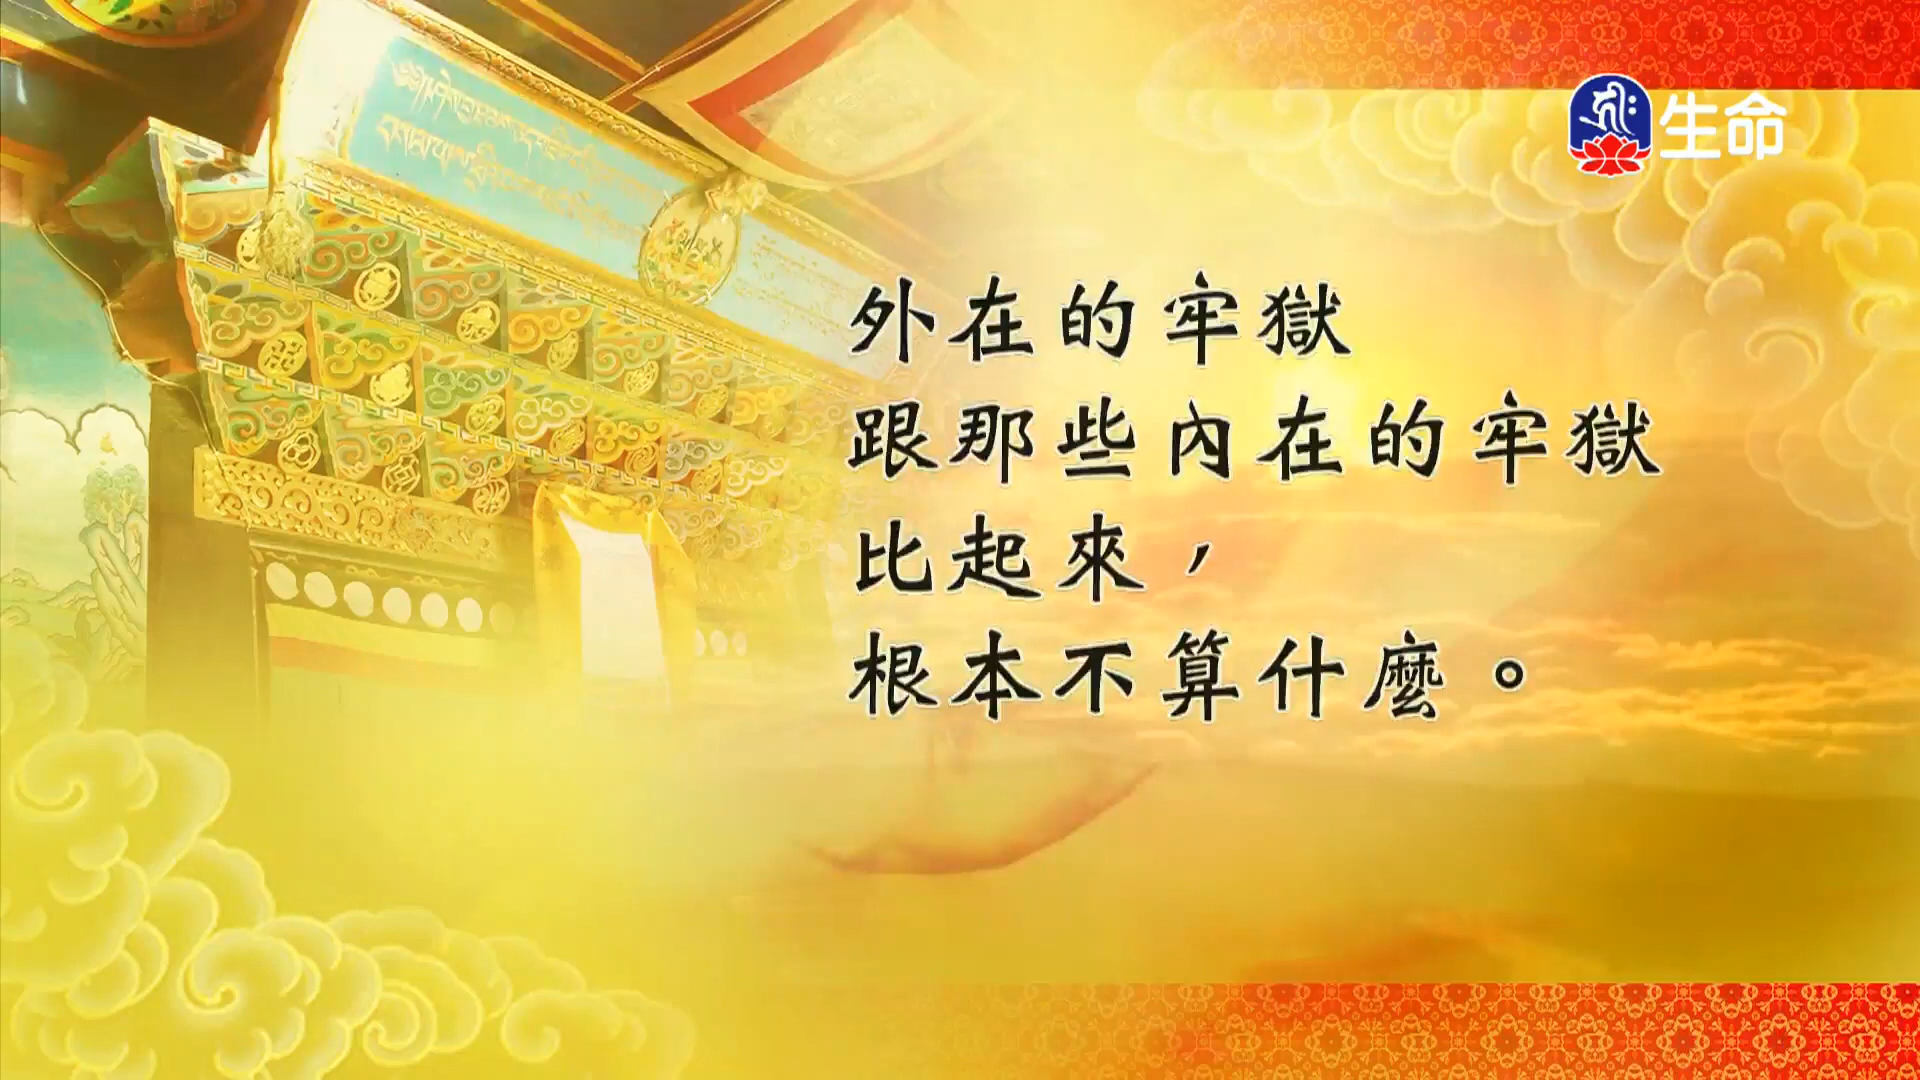 生命
外在的牢獄
跟那些內在的牢獄
比起來，
根本不算什麼。